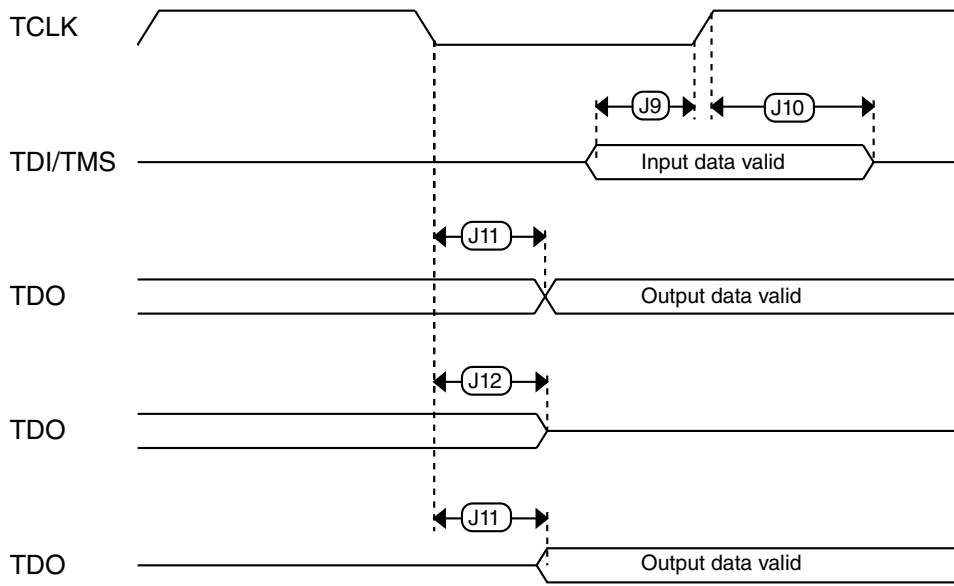 TCLK
J9
J10
TDI/TMS
Input data valid
J11
TDO
Output data valid
J12
TDO
J11
TDO
Output data valid